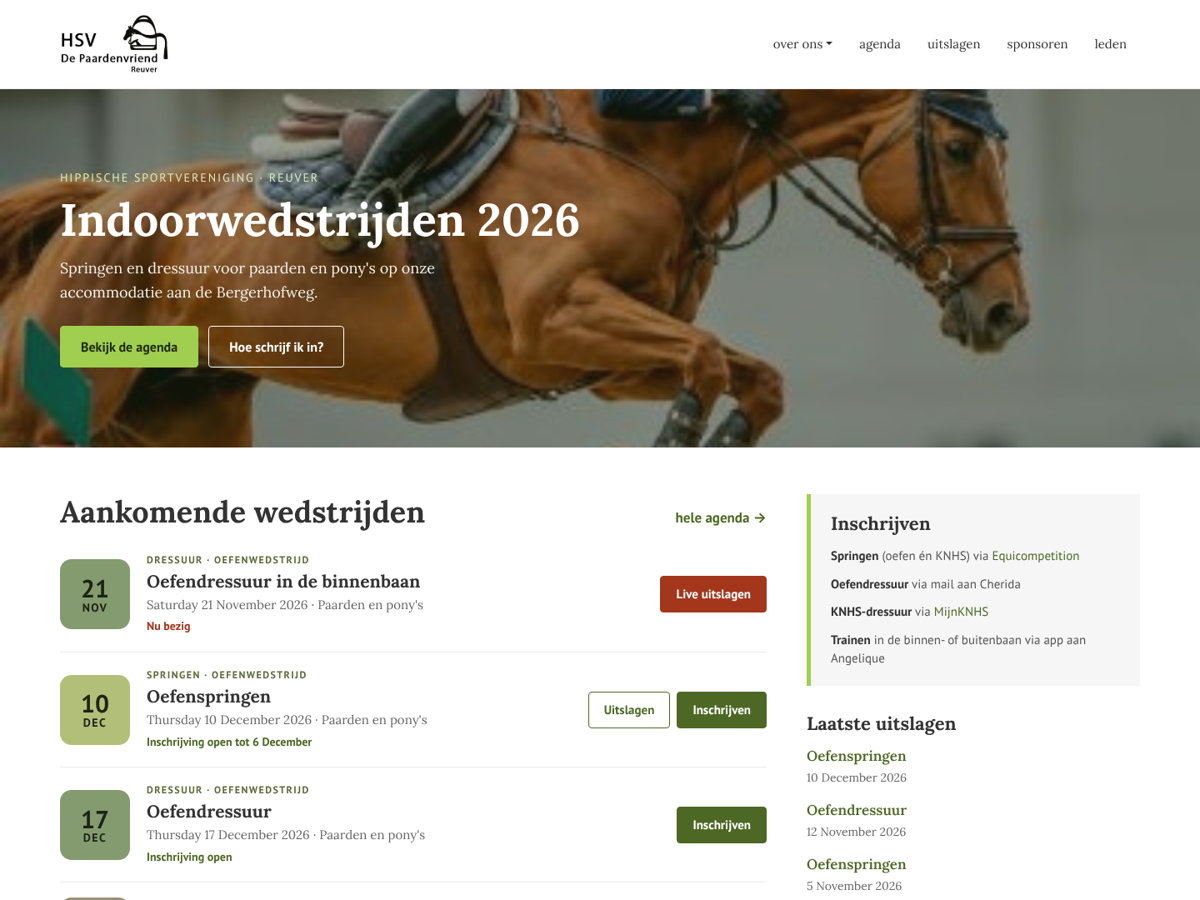 HSV
De Paardenvriend
Reuver
over ons
agenda
uitslagen
sponsoren
leden
HIPPISCHE SPORTVERENIGING · REUVER
Indoorwedstrijden 2026
Springen en dressuur voor paarden en pony's op onze
accommodatie aan de Bergerhofweg.
Bekijk de agenda
Hoe schrijf ik in?
Aankomende wedstrijden
hele agenda →
21
NOV
DRESSUUR · OEFENWEDSTRIJD
Oefendressuur in de binnenbaan
Saturday 21 November 2026 · Paarden en pony's
Nu bezig
Live uitslagen
10
DEC
SPRINGEN · OEFENWEDSTRIJD
Oefenspringen
Thursday 10 December 2026 · Paarden en pony's
Inschrijving open tot 6 December
Uitslagen
Inschrijven
17
DEC
DRESSUUR · OEFENWEDSTRIJD
Oefendressuur
Thursday 17 December 2026 · Paarden en pony's
Inschrijving open
Inschrijven
Inschrijven
Springen (oefen én KNHS) via Equicompetition
Oefendressuur via mail aan Cherida
KNHS-dressuur via MijnKNHS
Trainen in de binnen- of buitenbaan via app aan
Angelique
Laatste uitslagen
Oefenspringen
10 December 2026
Oefendressuur
12 November 2026
Oefenspringen
5 November 2026